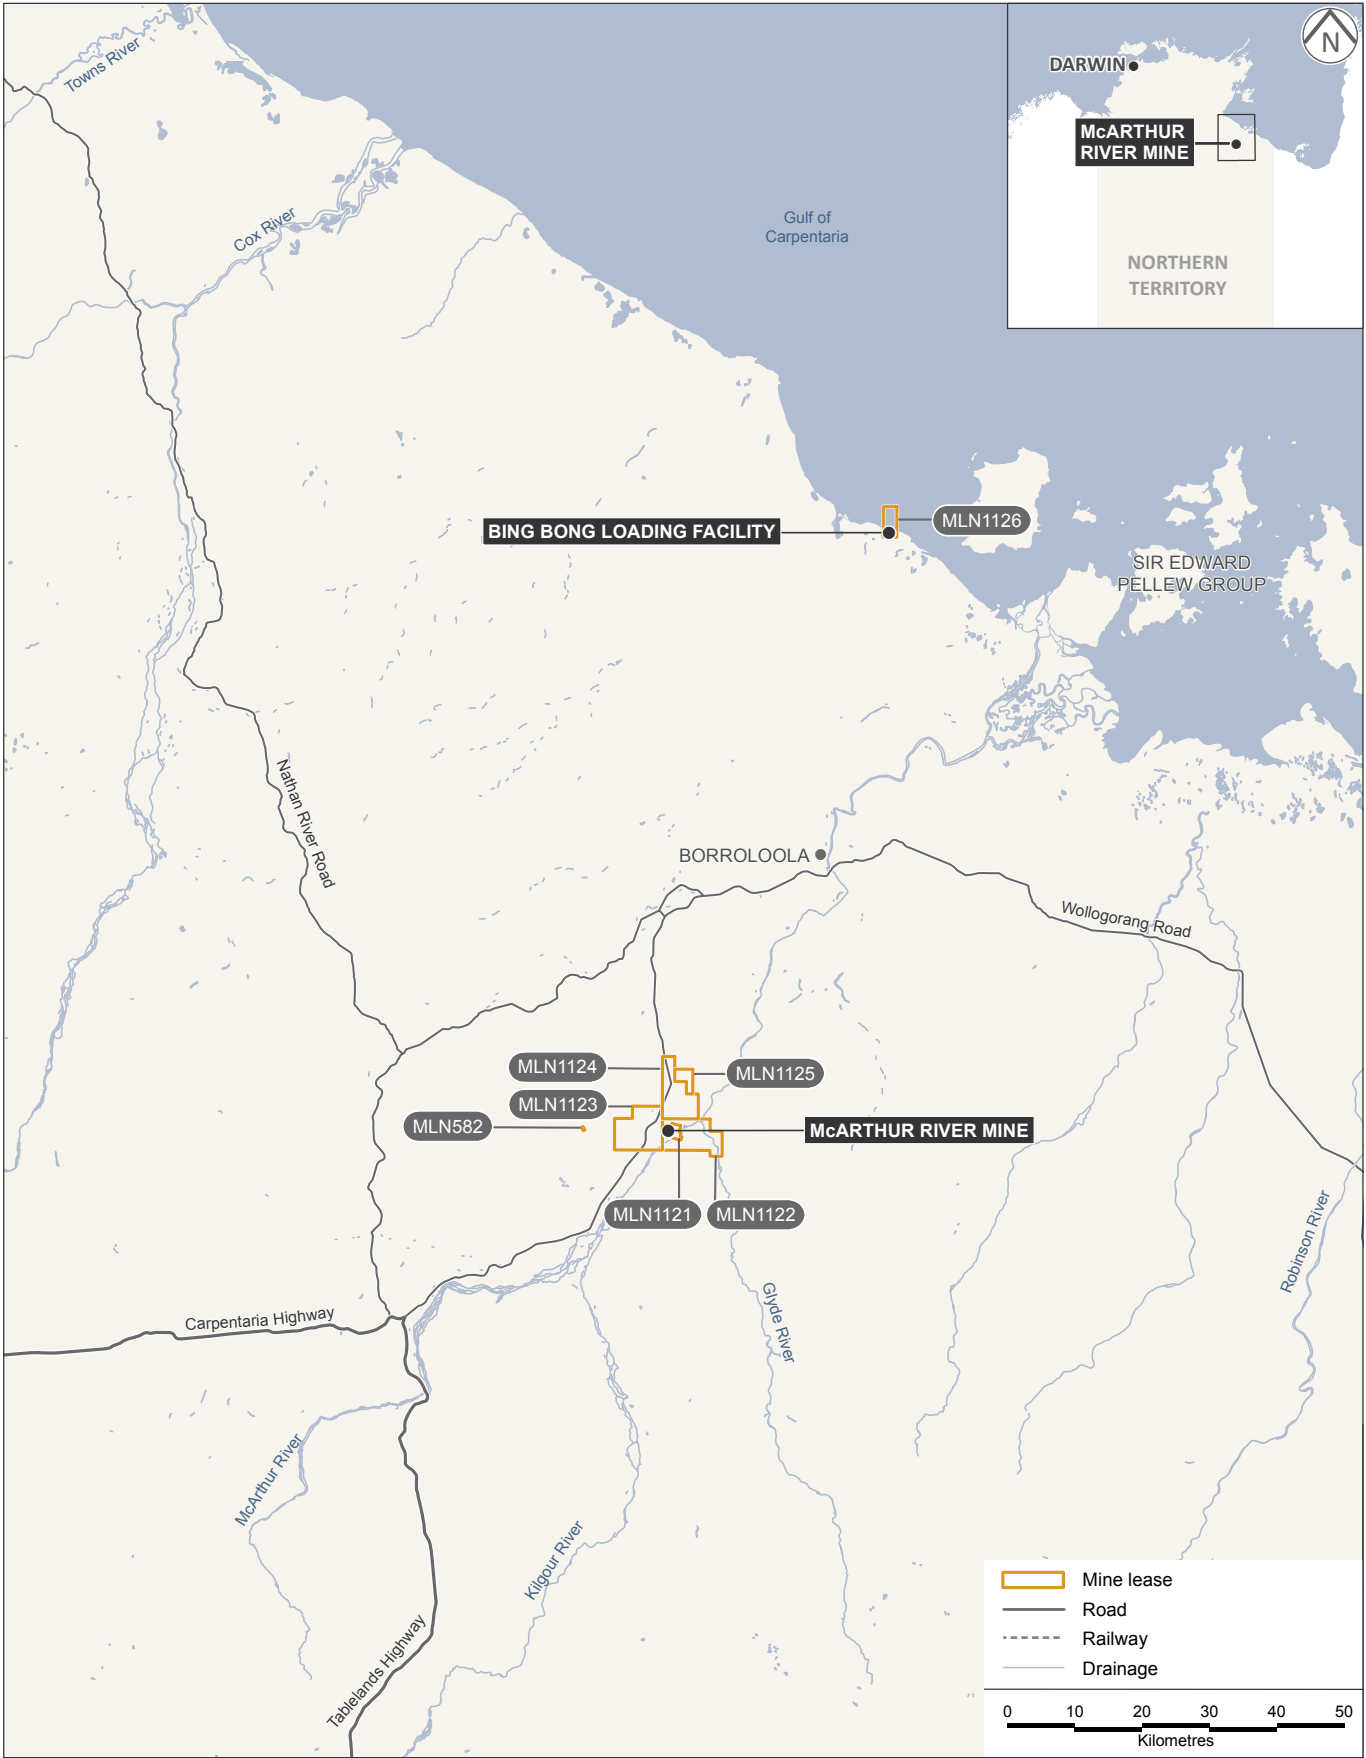 Towns River
DARWIN
N
McARTHUR
RIVER MINE
Cox River
Gulf of
Carpentaria
NORTHERN
TERRITORY
BING BONG LOADING FACILITY
MLN1126
SIR EDWARD
PELLEW GROUP
Nathan River Road
BORROLOOLA
Wollogorang Road
MLN1124
MLN1125
MLN1123
MLN582
McARTHUR RIVER MINE
MLN1121
MLN1122
Robinson River
Glyde River
Carpentaria Highway
McArthur River
Kilgour River
Tablelands Highway
Mine lease
Road
Railway
Drainage
0 10 20 30 40 50
Kilometres